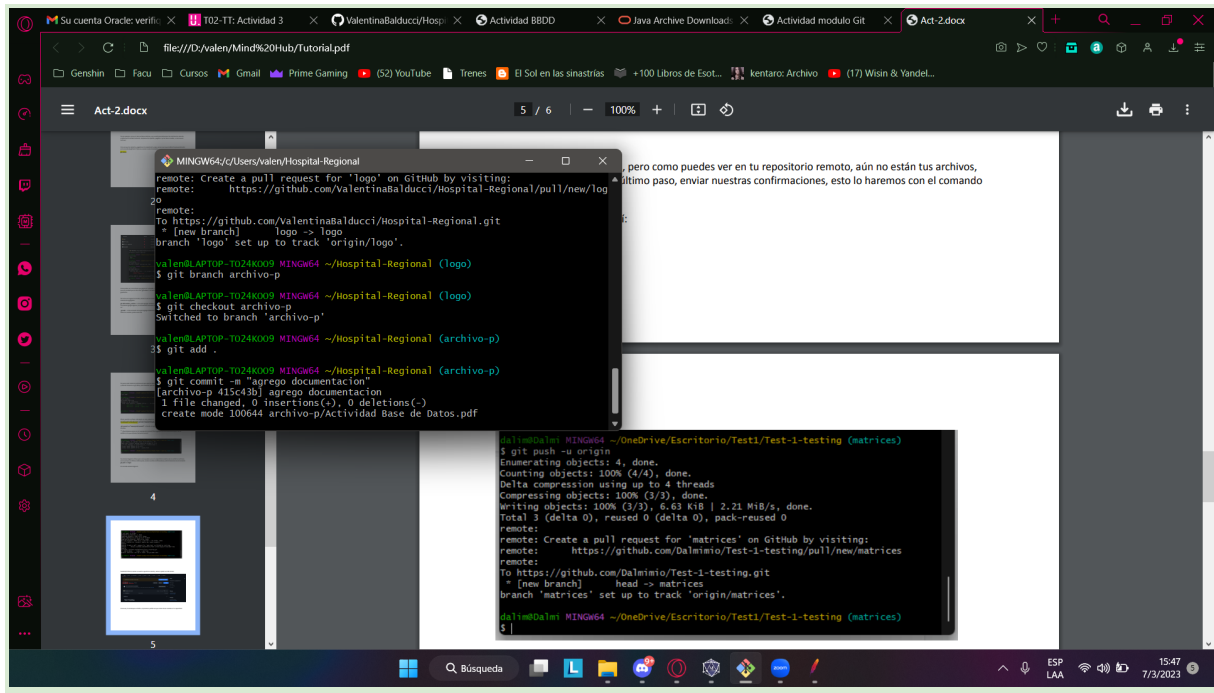 Su cuenta Oracle: verific
T02-TT: Actividad 3
ValentinaBalducci/Hospi
Actividad BBDD
Java Archive Downloads
Actividad modulo Git
Act-2.docx
file:///D:/valen/Mind%20Hub/Tutorial.pdf
Genshin
Facu
Cursos
Gmail
Prime Gaming
(52) YouTube
Trenes
El Sol en las sinastrías
+100 Libros de Esot...
kentaro: Archivo
(17) Wisin & Yandel...
Act-2.docx
5 / 6
100%
MINGW64:/c/Users/valen/Hospital-Regional
remote: Create a pull request for 'logo' on GitHub by visiting:
remote:      https://github.com/ValentinaBalducci/Hospital-Regional/pull/new/log
o
remote:
To https://github.com/ValentinaBalducci/Hospital-Regional.git
* [new branch]      logo -> logo
branch 'logo' set up to track 'origin/logo'.
valen@LAPTOP-TO24KOO9 MINGW64 ~/Hospital-Regional (logo)
$ git branch archivo-p
valen@LAPTOP-TO24KOO9 MINGW64 ~/Hospital-Regional (logo)
$ git checkout archivo-p
Switched to branch 'archivo-p'
valen@LAPTOP-TO24KOO9 MINGW64 ~/Hospital-Regional (archivo-p)
$ git add .
valen@LAPTOP-TO24KOO9 MINGW64 ~/Hospital-Regional (archivo-p)
$ git commit -m "agrego documentacion"
[archivo-p 415c43b] agrego documentacion
1 file changed, 0 insertions(+), 0 deletions(-)
create mode 100644 archivo-p/Actividad Base de Datos.pdf
, pero como puedes ver en tu repositorio remoto, aún no están tus archivos,
último paso, enviar nuestras confirmaciones, esto lo haremos con el comando
2
3
4
5
dalim@Dalmi MINGW64 ~/OneDrive/Escritorio/Test1/Test-1-testing (matrices)
$ git push -u origin
Enumerating objects: 4, done.
Counting objects: 100% (4/4), done.
Delta compression using up to 4 threads
Compressing objects: 100% (3/3), done.
Writing objects: 100% (3/3), 6.63 KiB | 2.21 MiB/s, done.
Total 3 (delta 0), reused 0 (delta 0), pack-reused 0
remote:
remote: Create a pull request for 'matrices' on GitHub by visiting:
remote:      https://github.com/Dalmimio/Test-1-testing/pull/new/matrices
remote:
To https://github.com/Dalmimio/Test-1-testing.git
* [new branch]      head -> matrices
branch 'matrices' set up to track 'origin/matrices'.
dalim@Dalmi MINGW64 ~/OneDrive/Escritorio/Test1/Test-1-testing (matrices)
$
Búsqueda
ESP
LAA
15:47
7/3/2023
5